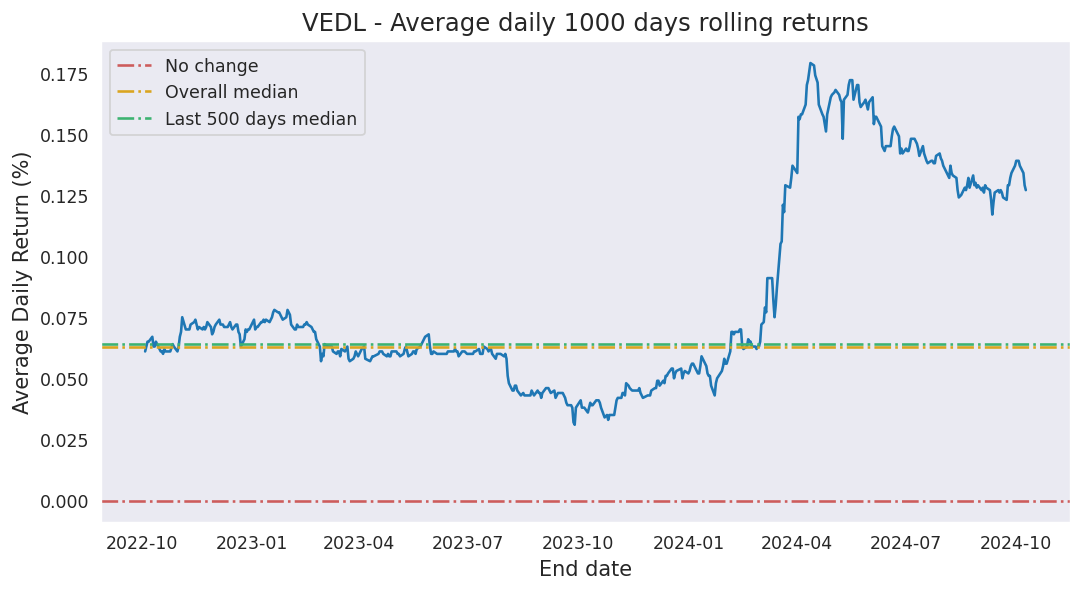 VEDL - Average daily 1000 days rolling returns
No change
Overall median
Last 500 days median
Average Daily Return (%)
0.175
0.150
0.125
0.100
0.075
0.050
0.025
0.000
2022-10 2023-01 2023-04 2023-07 2023-10 2024-01 2024-04 2024-07 2024-10
End date